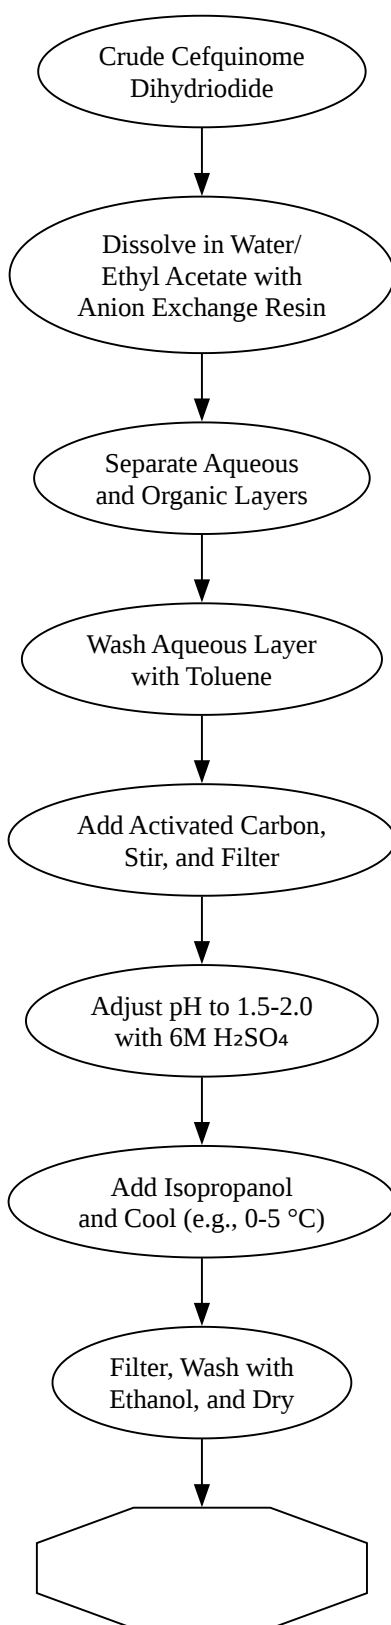 Crude Cefquinome
Dihydriodide
Dissolve in Water/
Ethyl Acetate with
Anion Exchange Resin
Separate Aqueous
and Organic Layers
Wash Aqueous Layer
with Toluene
Add Activated Carbon,
Stir, and Filter
Adjust pH to 1.5-2.0
with 6M H₂SO₄
Add Isopropanol
and Cool (e.g., 0-5 °C)
Filter, Wash with
Ethanol, and Dry